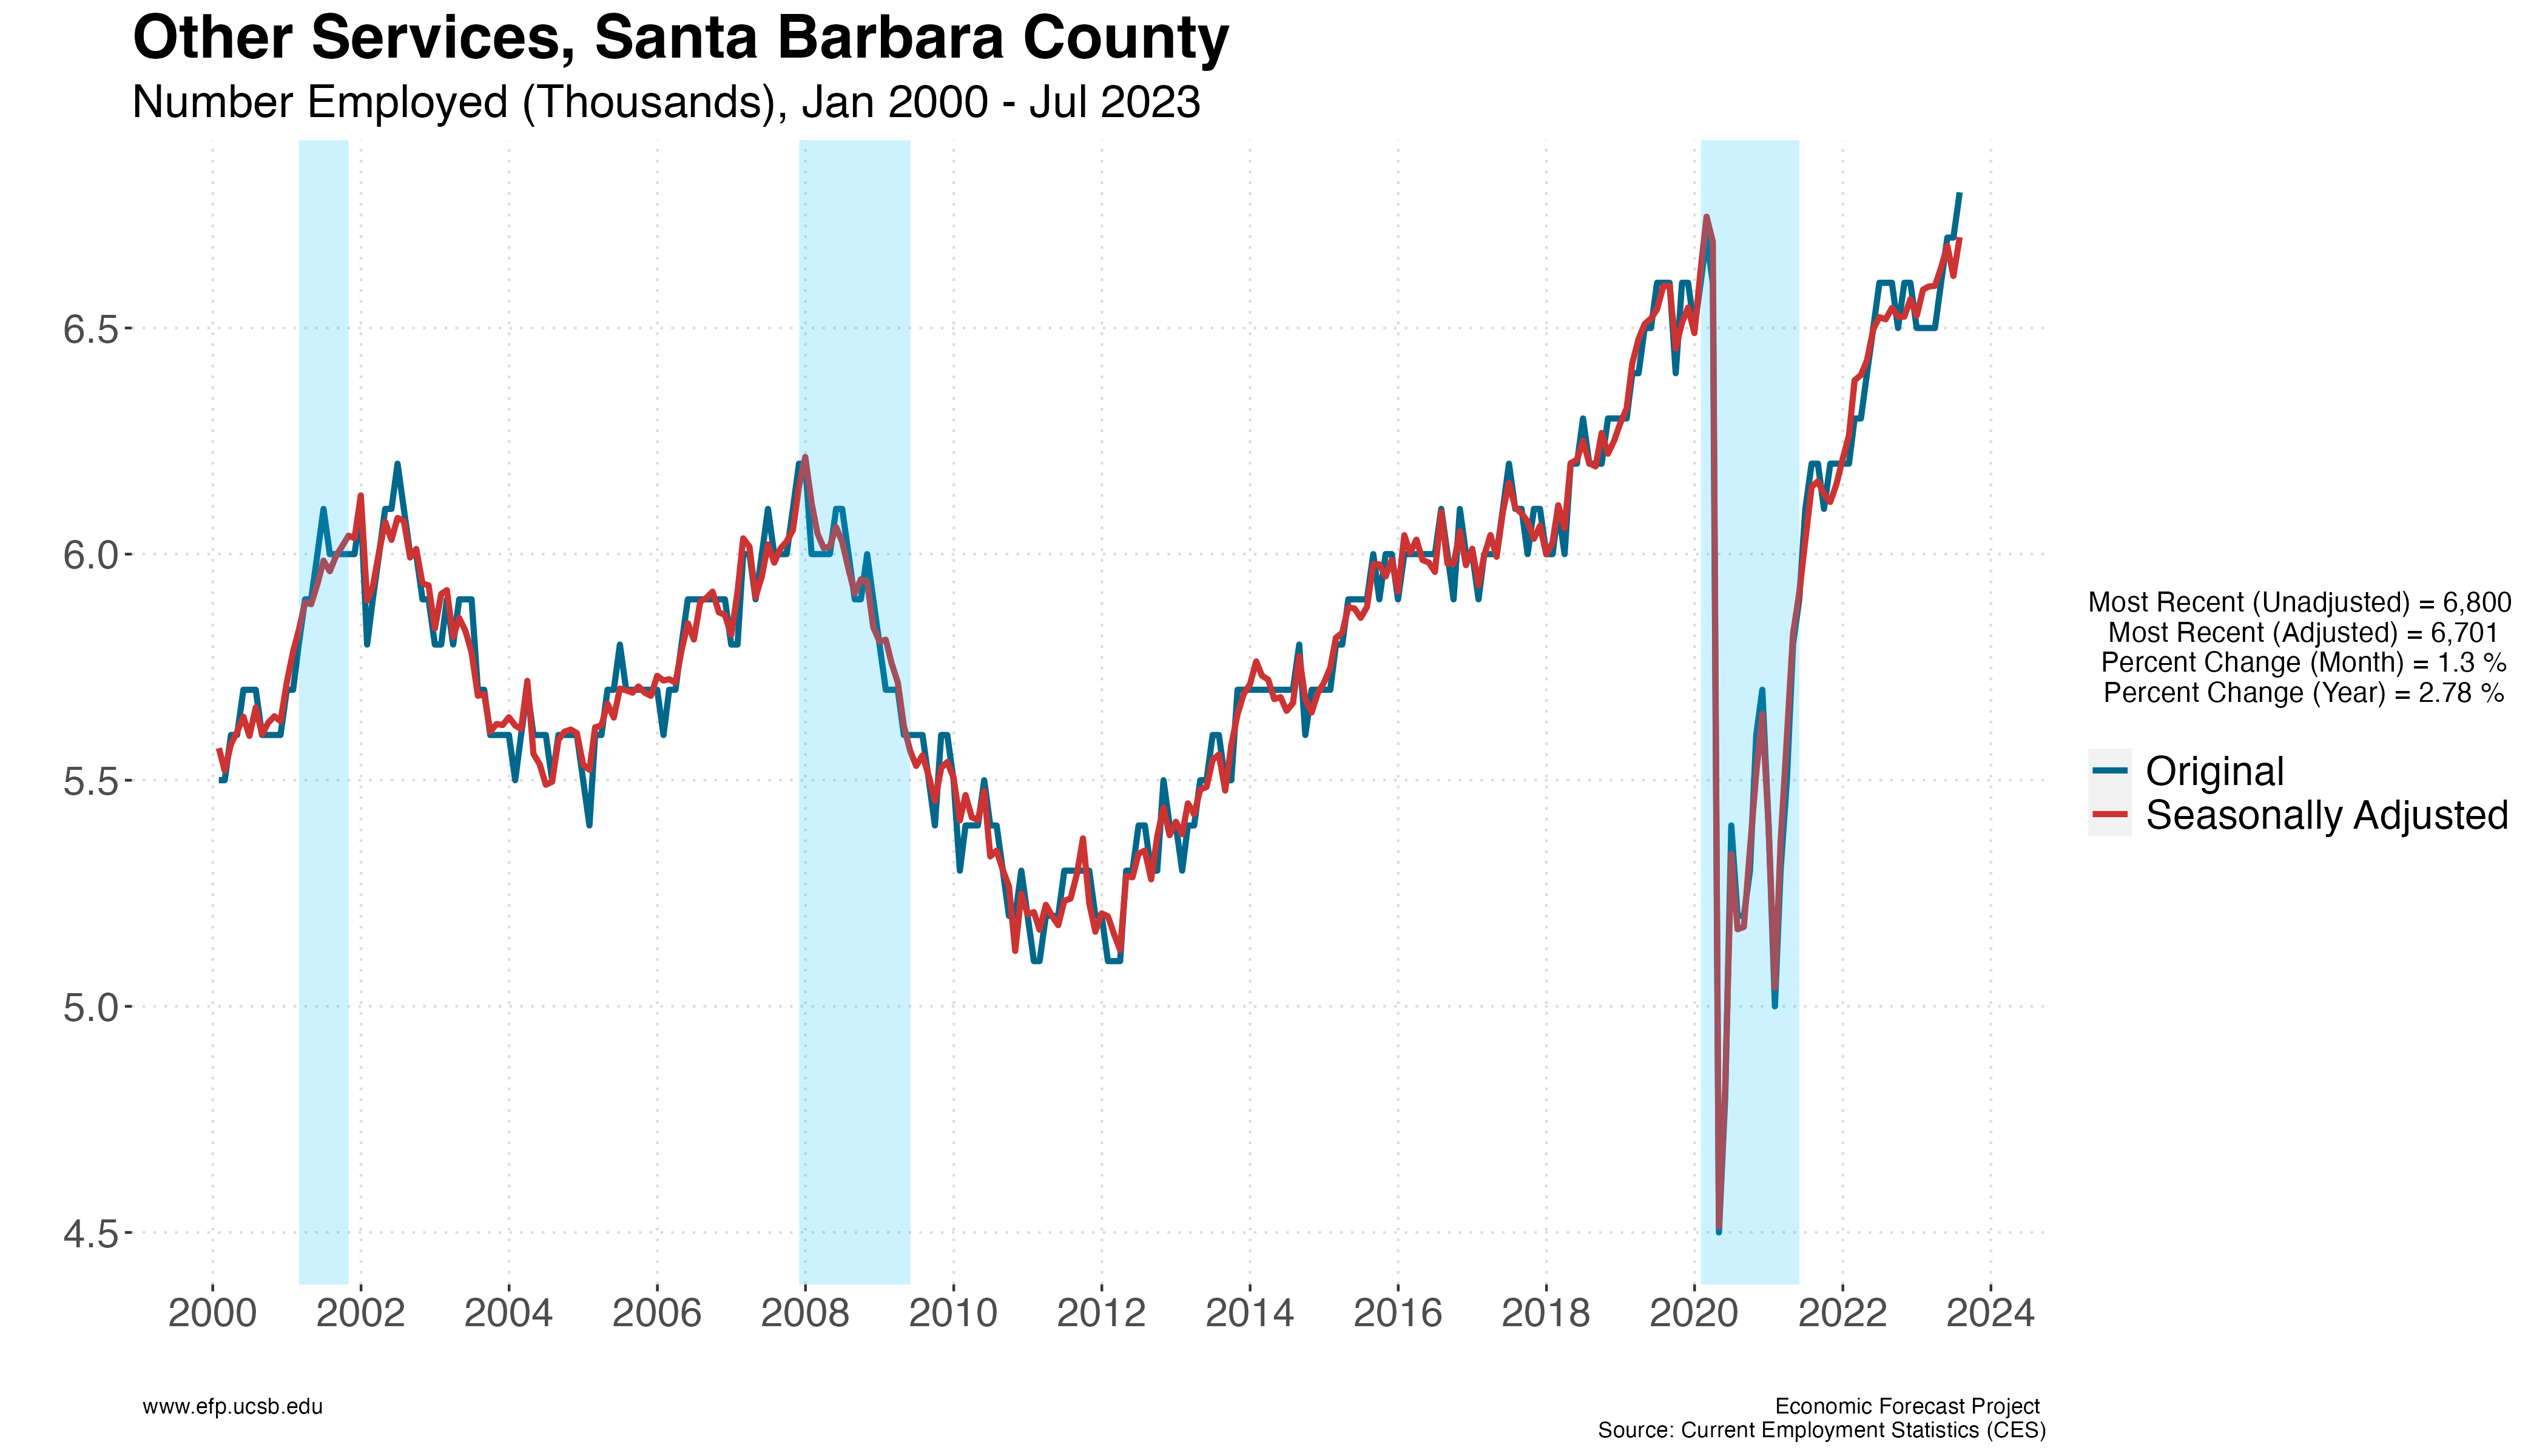 Other Services, Santa Barbara County
Number Employed (Thousands), Jan 2000 - Jul 2023
6.5
6.0
5.5
5.0
4.5
2000 2002 2004 2006 2008 2010 2012 2014 2016 2018 2020 2022 2024
Most Recent (Unadjusted) = 6,800
Most Recent (Adjusted) = 6,701
Percent Change (Month) = 1.3 %
Percent Change (Year) = 2.78 %
Original
Seasonally Adjusted
www.efp.ucsb.edu
Economic Forecast Project
Source: Current Employment Statistics (CES)